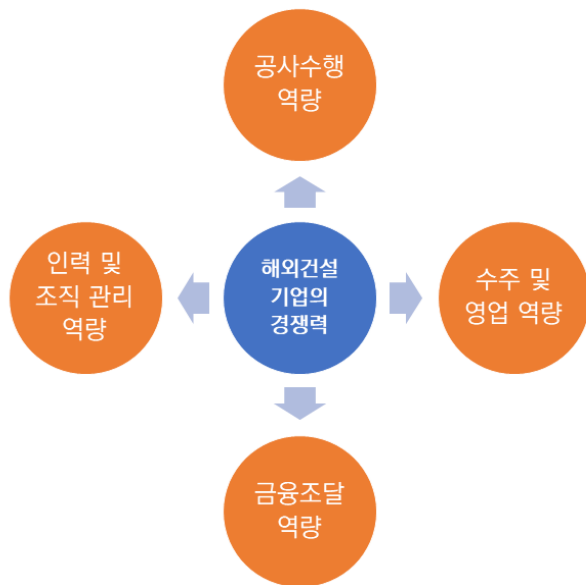 공사수행
역량
인력 및
조직 관리
역량
해외건설
기업의
경쟁력
수주 및
영업 역량
금융조달
역량